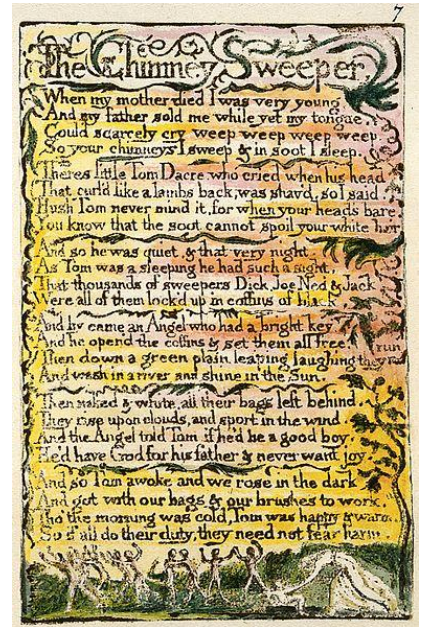 7
The Chimney Sweeper
When my mother died I was very young
And my father sold me while yet my tongue
Could scarcely cry weep weep weep weep.
So your chimneys I sweep & in soot I sleep.
Theres little Tom Dacre who cried when his head
That curl'd like a lambs back, was shav'd, so I said.
Hush Tom never mind it, for when your heads bare,
You know that the soot cannot spoil your white hair
And so he was quiet, & that very night,
As Tom was a sleeping he had such a sight,
That thousands of sweepers Dick, Joe, Ned & Jack
Were all of them lock'd up in coffins of black
And by came an Angel who had a bright key
And he open'd the coffins & set them all free.
Then down a green plain leaping laughing they run
And wash in a river and shine in the Sun.
Then naked & white, all their bags left behind.
They rise upon clouds, and sport in the wind
And the Angel told Tom if he'd be a good boy,
He'd have God for his father & never want joy
And so Tom awoke and we rose in the dark
And got with our bags & our brushes to work.
Tho' the morning was cold, Tom was happy & warm.
So if all do their duty, they need not fear harm.